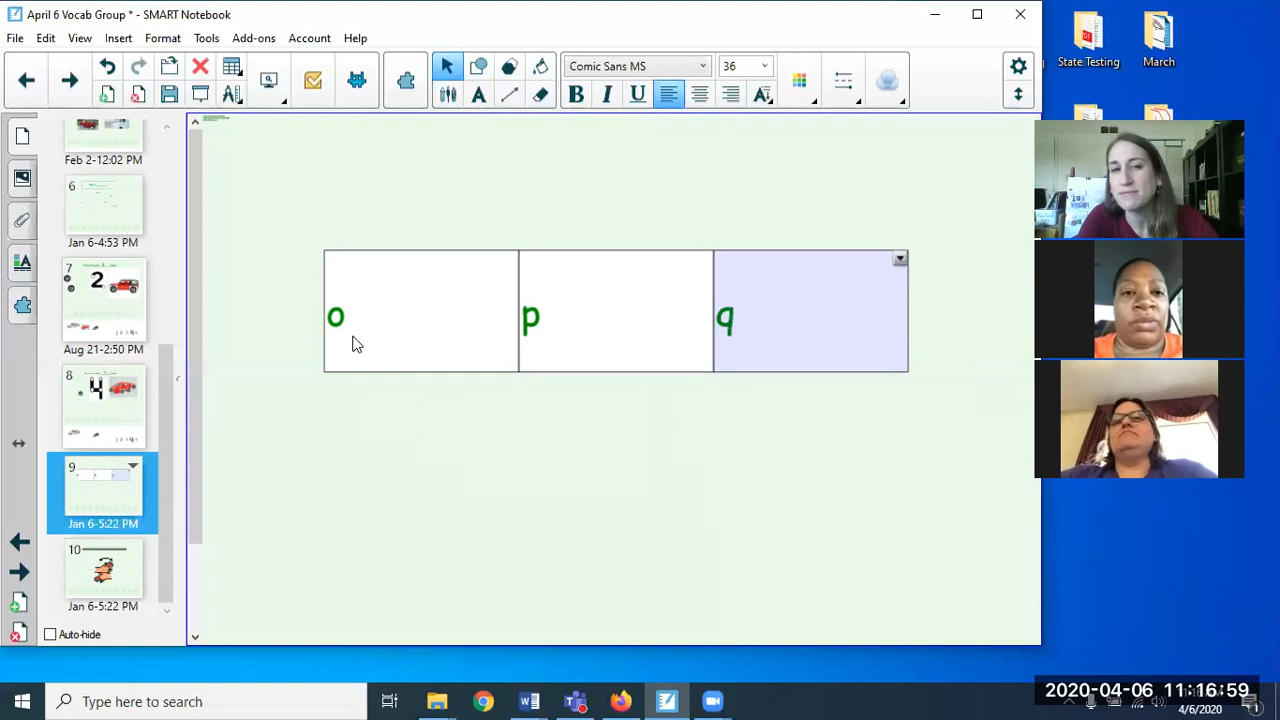 April 6 Vocab Group * - SMART Notebook
File Edit View Insert Format Tools Add-ons Account Help
Comic Sans MS 36
B I U
State Testing
March
Feb 2-12:02 PM
6
Jan 6-4:53 PM
7
2
Aug 21-2:50 PM
8
4
9
Jan 6-5:22 PM
10
Jan 6-5:22 PM
Auto-hide
o p q
Type here to search
2020-04-06 11:16:59
4/6/2020